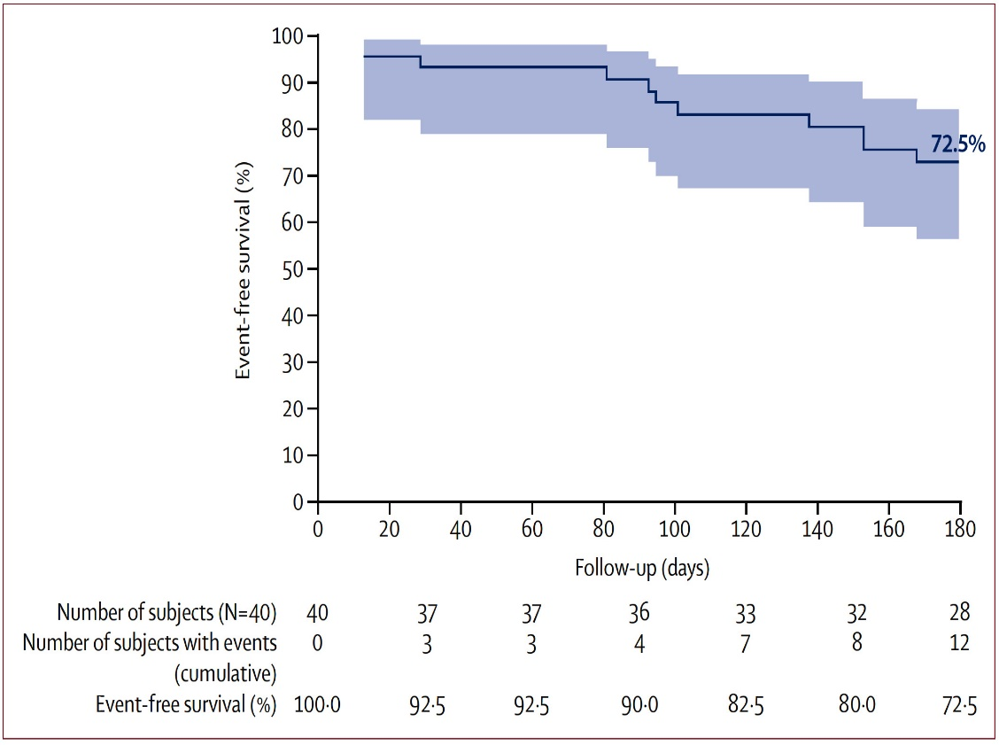 100
90
80
72.5%
70
60
50
40
30
20
10
0
Event-free survival (%)
0 20 40 60 80 100 120 140 160 180
Follow-up (days)
Number of subjects (N=40) 40 37 37 36 33 32 28
Number of subjects with events 0 3 3 4 7 8 12
(cumulative)
Event-free survival (%) 100·0 92·5 92·5 90·0 82·5 80·0 72·5